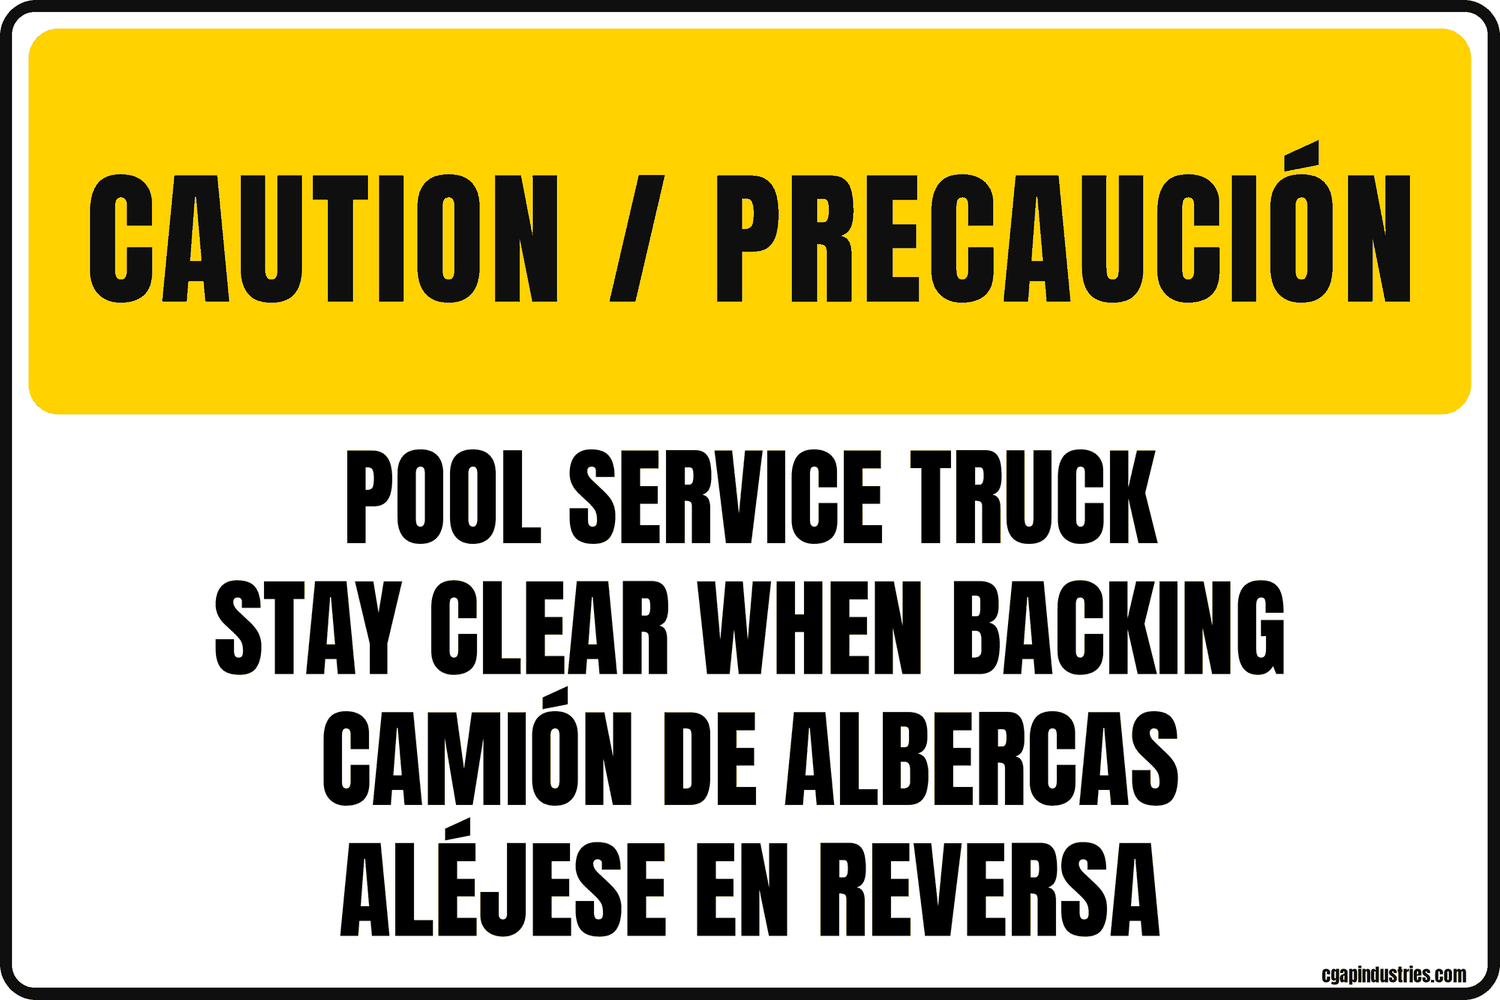 CAUTION / PRECAUCIÓN
POOL SERVICE TRUCK
STAY CLEAR WHEN BACKING
CAMIÓN DE ALBERCAS
ALÉJESE EN REVERSA
cgapindustries.com